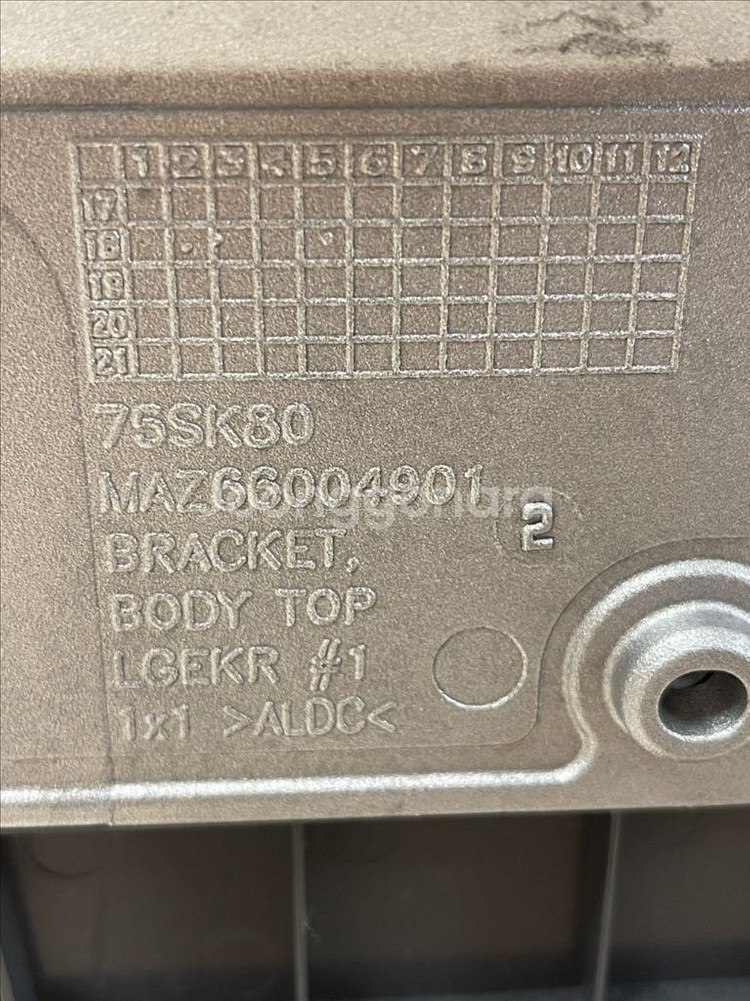 1 2 3 4 5 6 7 8 9 10 11 12
17
18
19
20
21
75SK80
MAZ66004901
2
BRACKET,
BODY TOP
LGEKR #1
1x1 >ALDC<